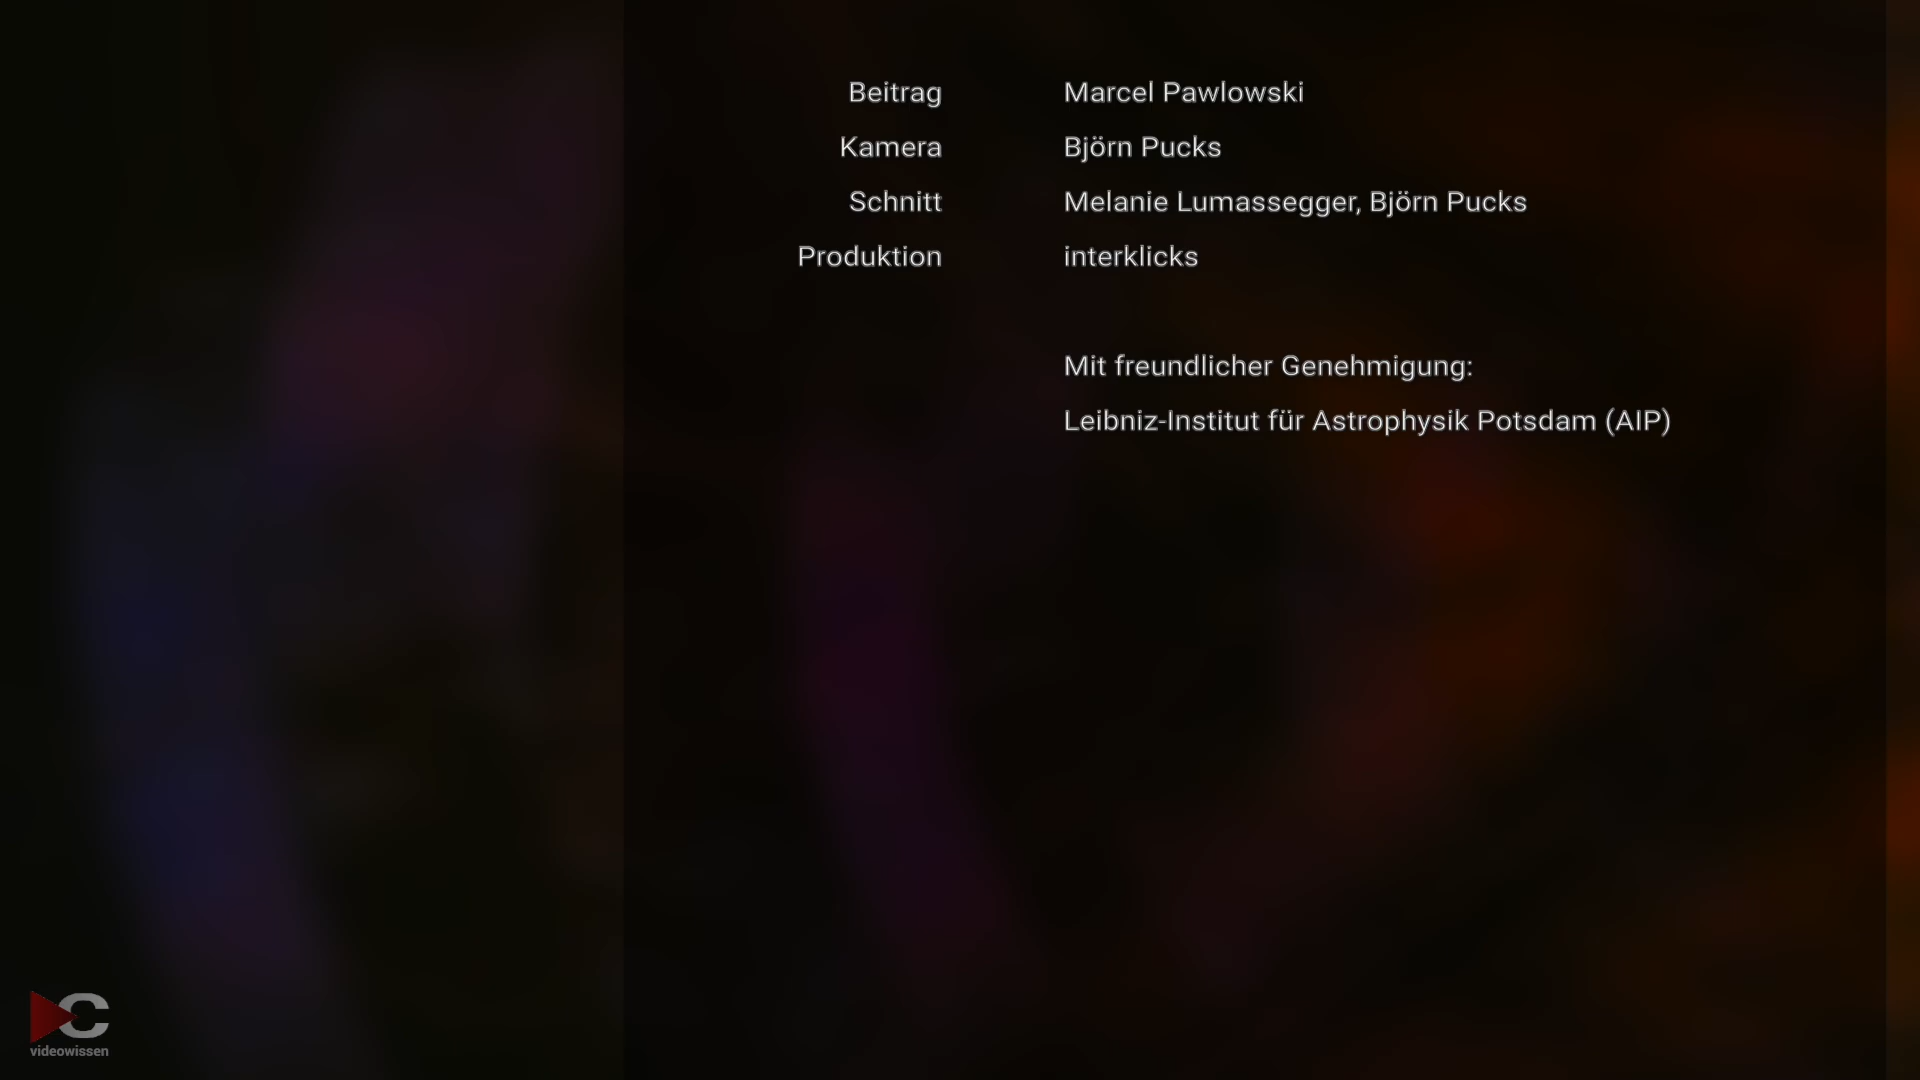 Beitrag Marcel Pawlowski
Kamera Björn Pucks
Schnitt Melanie Lumassegger, Björn Pucks
Produktion interklicks
Mit freundlicher Genehmigung:
Leibniz-Institut für Astrophysik Potsdam (AIP)
C
videowissen